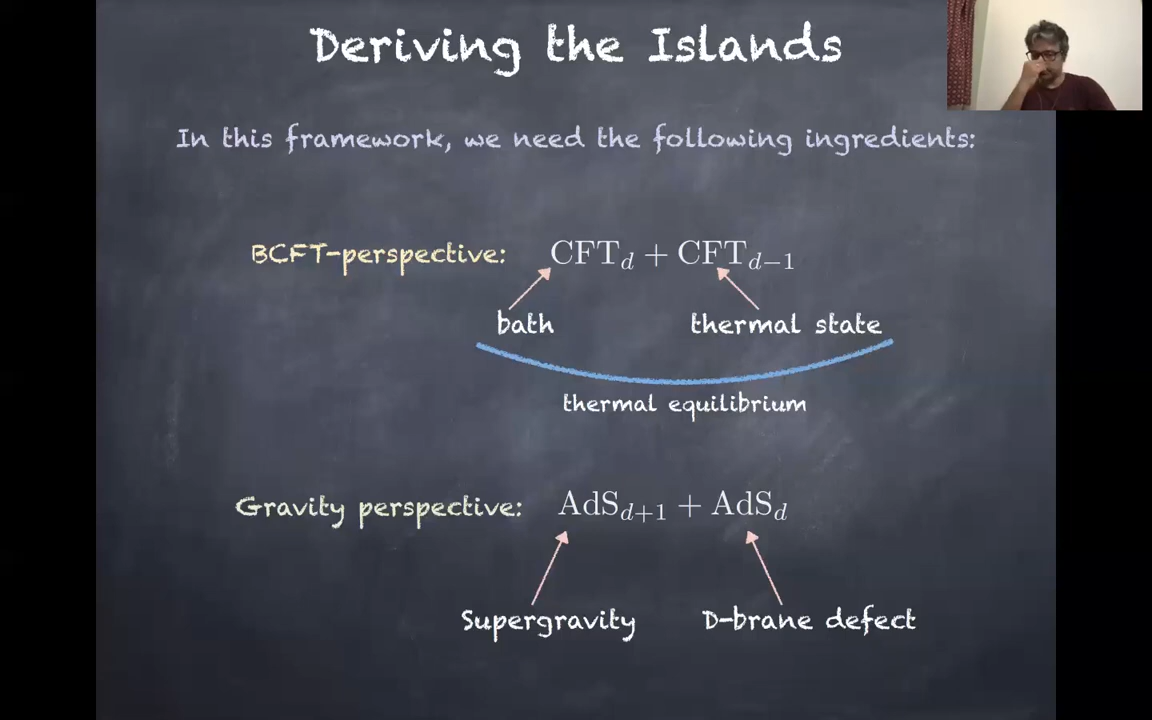 Deriving the Islands
In this framework, we need the following ingredients:
BCFT-perspective: CFT_d + CFT_{d-1}
bath thermal state
thermal equilibrium
Gravity perspective: AdS_{d+1} + AdS_d
Supergravity D-brane defect